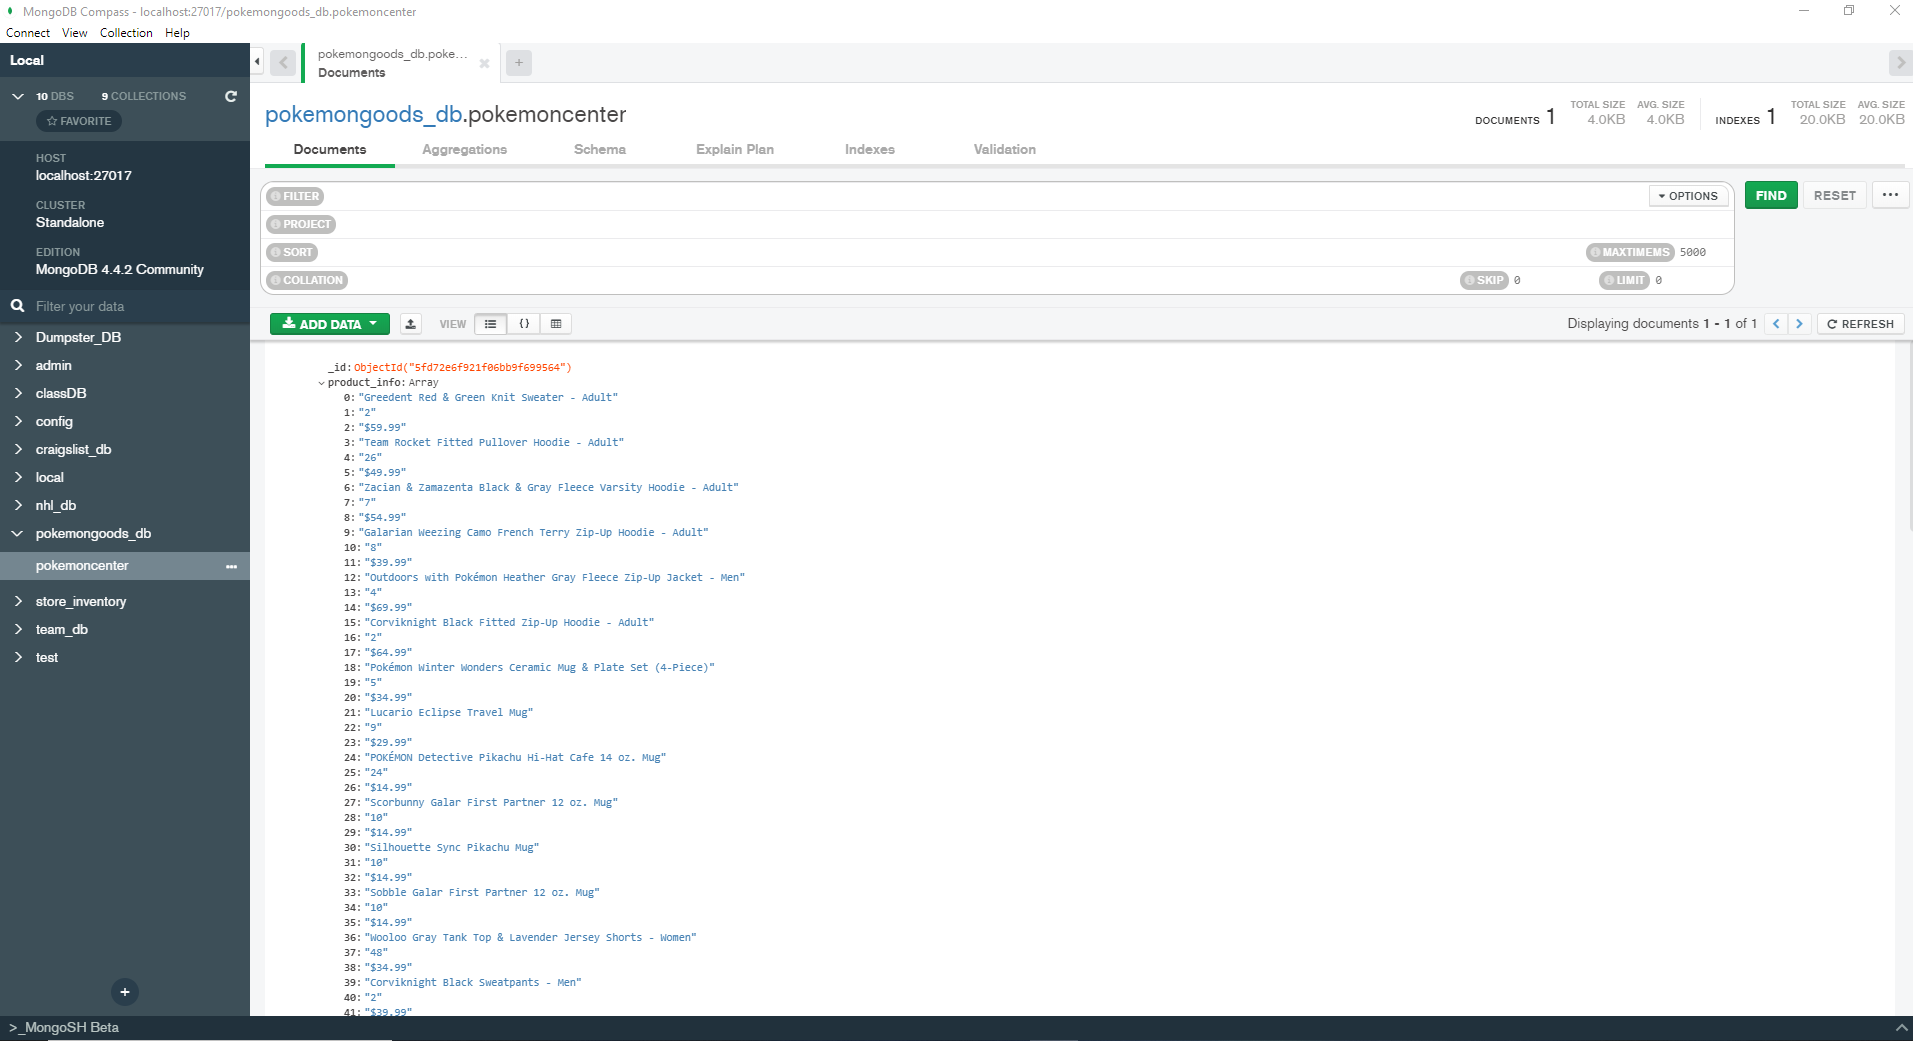 MongoDB Compass - localhost:27017/pokemongoods_db.pokemoncenter
Connect View Collection Help
Local
10 DBS 9 COLLECTIONS
FAVORITE
HOST
localhost:27017
CLUSTER
Standalone
EDITION
MongoDB 4.4.2 Community
Filter your data
Dumpster_DB
admin
classDB
config
craigslist_db
local
nhl_db
pokemongoods_db
pokemoncenter
store_inventory
team_db
test
>_MongoSH Beta
pokemongoods_db.poke...
Documents
pokemongoods_db.pokemoncenter
DOCUMENTS 1 TOTAL SIZE 4.0KB AVG. SIZE 4.0KB INDEXES 1 TOTAL SIZE 20.0KB AVG. SIZE 20.0KB
Documents Aggregations Schema Explain Plan Indexes Validation
FILTER OPTIONS FIND RESET ...
PROJECT
SORT MAXTIMEMS 5000
COLLATION SKIP 0 LIMIT 0
ADD DATA VIEW {} Displaying documents 1 - 1 of 1 REFRESH
_id: ObjectId("5fd72e6f921f06bb9f699564")
product_info: Array
0: "Greedent Red & Green Knit Sweater - Adult"
1: "2"
2: "$59.99"
3: "Team Rocket Fitted Pullover Hoodie - Adult"
4: "26"
5: "$49.99"
6: "Zacian & Zamazenta Black & Gray Fleece Varsity Hoodie - Adult"
7: "7"
8: "$54.99"
9: "Galarian Weezing Camo French Terry Zip-Up Hoodie - Adult"
10: "8"
11: "$39.99"
12: "Outdoors with Pokémon Heather Gray Fleece Zip-Up Jacket - Men"
13: "4"
14: "$69.99"
15: "Corviknight Black Fitted Zip-Up Hoodie - Adult"
16: "2"
17: "$64.99"
18: "Pokémon Winter Wonders Ceramic Mug & Plate Set (4-Piece)"
19: "5"
20: "$34.99"
21: "Lucario Eclipse Travel Mug"
22: "9"
23: "$29.99"
24: "POKÉMON Detective Pikachu Hi-Hat Cafe 14 oz. Mug"
25: "24"
26: "$14.99"
27: "Scorbunny Galar First Partner 12 oz. Mug"
28: "10"
29: "$14.99"
30: "Silhouette Sync Pikachu Mug"
31: "10"
32: "$14.99"
33: "Sobble Galar First Partner 12 oz. Mug"
34: "10"
35: "$14.99"
36: "Wooloo Gray Tank Top & Lavender Jersey Shorts - Women"
37: "48"
38: "$34.99"
39: "Corviknight Black Sweatpants - Men"
40: "2"
41: "$39.99"